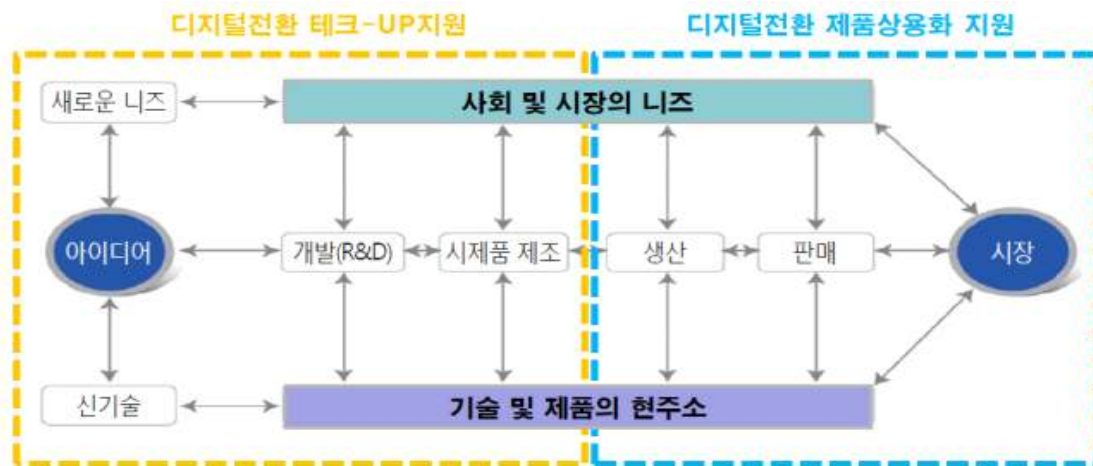 디지털전환 테크-UP지원
디지털전환 제품상용화 지원
새로운 니즈
사회 및 시장의 니즈
아이디어
개발(R&D)
시제품 제조
생산
판매
시장
신기술
기술 및 제품의 현주소